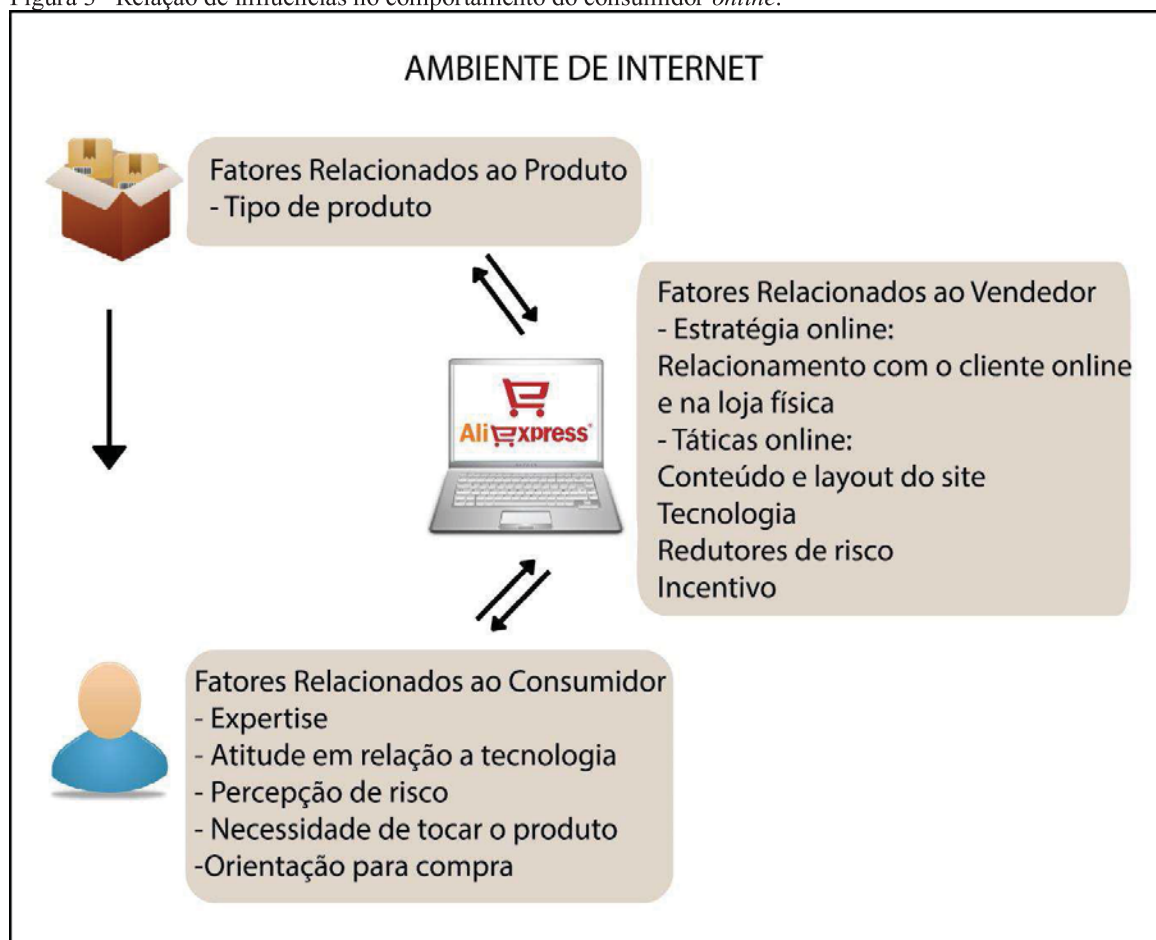 Figura 3 - Relação de influências no comportamento do consumidor online.
AMBIENTE DE INTERNET
Fatores Relacionados ao Produto
- Tipo de produto
Fatores Relacionados ao Vendedor
- Estratégia online:
Relacionamento com o cliente online
e na loja física
- Táticas online:
Conteúdo e layout do site
Tecnologia
Redutores de risco
Incentivo
AliExpress
Fatores Relacionados ao Consumidor
- Expertise
- Atitude em relação a tecnologia
- Percepção de risco
- Necessidade de tocar o produto
-Orientação para compra